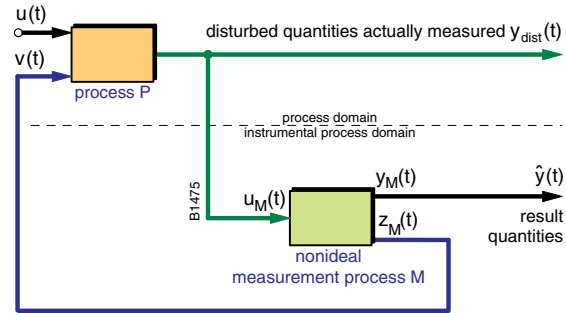 u(t)
disturbed quantities actually measured y_dist(t)
v(t)
process P
process domain
instrumental process domain
B1475
u_M(t)
y_M(t)
ŷ(t)
z_M(t)
result
quantities
nonideal
measurement process M